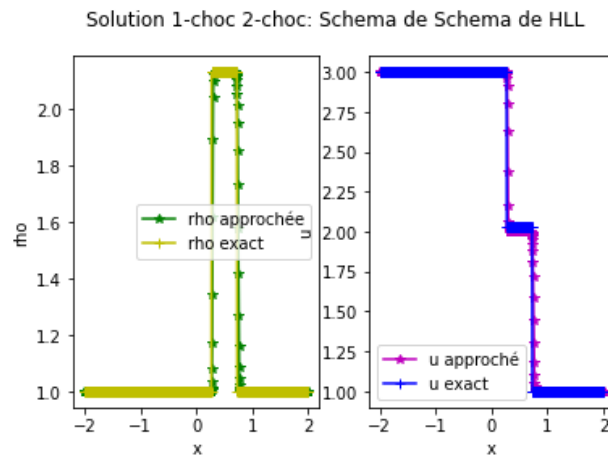 Solution 1-choc 2-choc: Schema de Schema de HLL
rho
2.0
1.8
1.6
1.4
1.2
1.0
rho approchée
rho exact
−2
−1
0
1
2
x
u
3.00
2.75
2.50
2.25
2.00
1.75
1.50
1.25
1.00
u approché
u exact
−2
−1
0
1
2
x